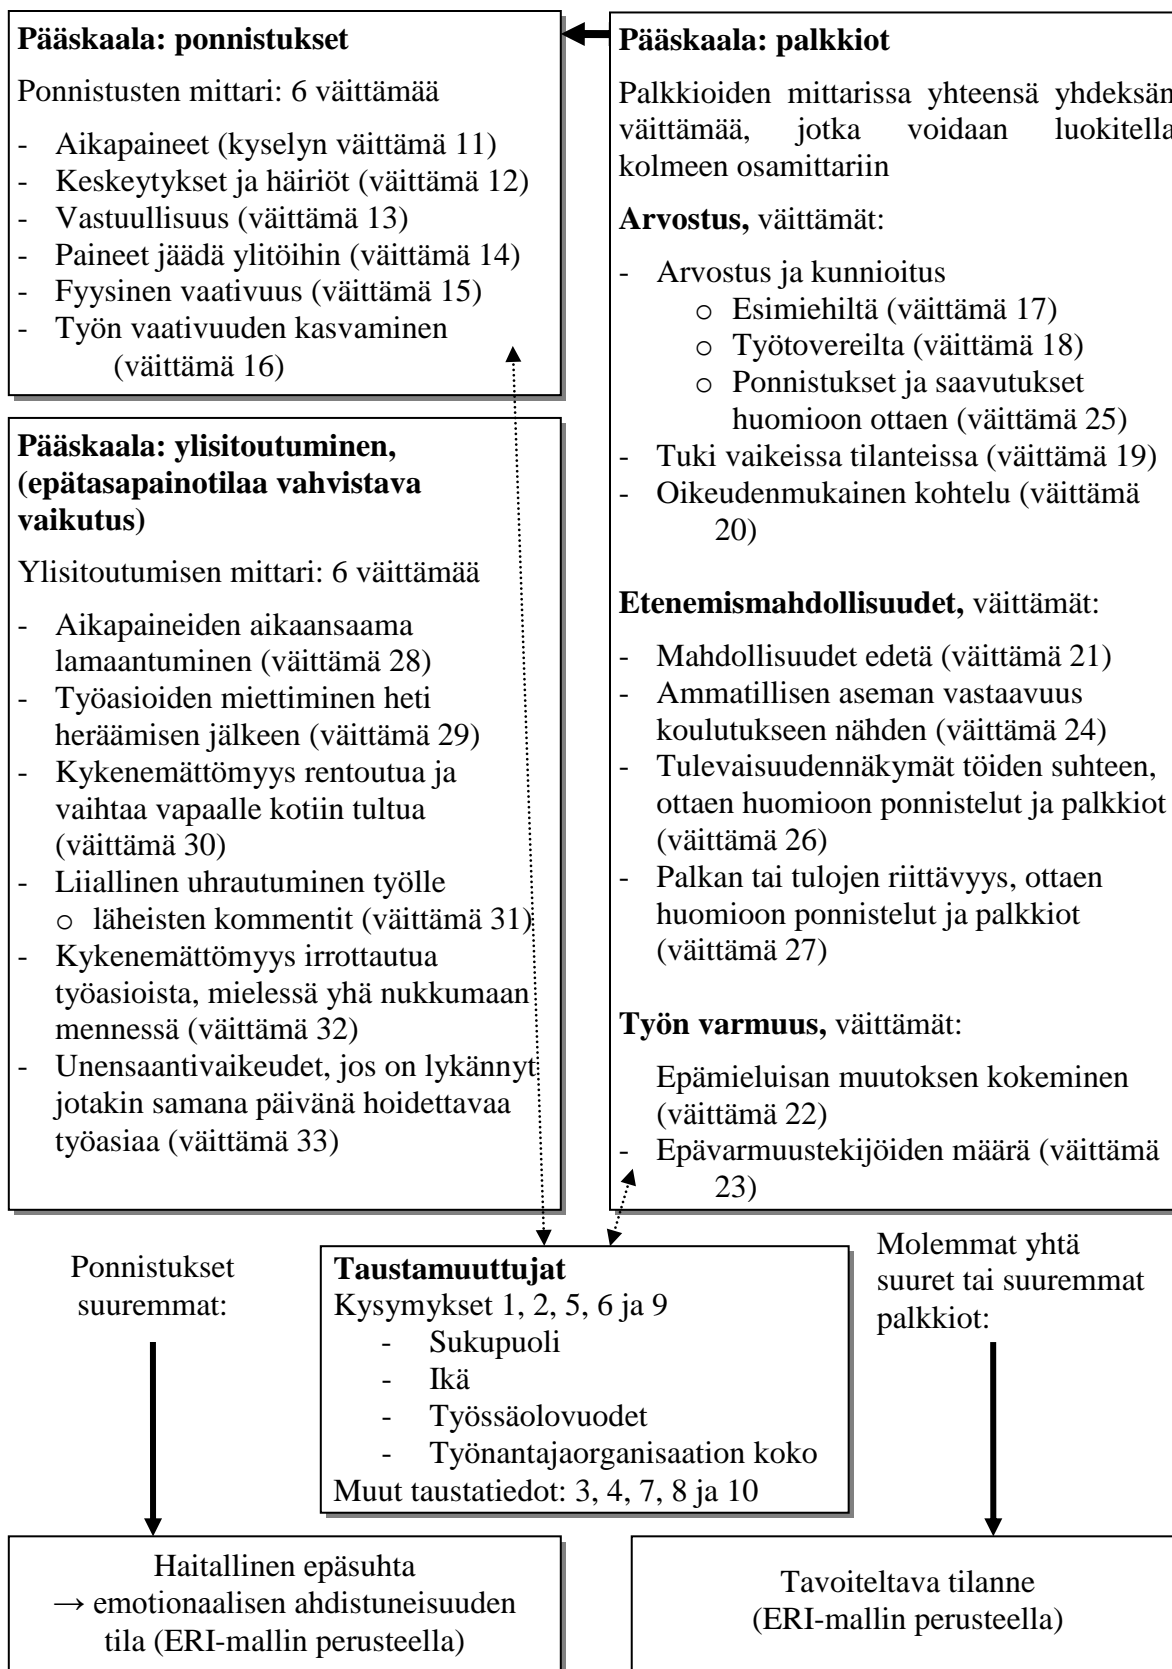 Pääskaala: ponnistukset
Ponnistusten mittari: 6 väittämää
- Aikapaineet (kyselyn väittämä 11)
- Keskeytykset ja häiriöt (väittämä 12)
- Vastuullisuus (väittämä 13)
- Paineet jäädä ylitöihin (väittämä 14)
- Fyysinen vaativuus (väittämä 15)
- Työn vaativuuden kasvaminen
(väittämä 16)
Pääskaala: ylisitoutuminen,
(epätasapainotilaa vahvistava
vaikutus)
Ylisitoutumisen mittari: 6 väittämää
- Aikapaineiden aikaansaama
lamaantuminen (väittämä 28)
- Työasioiden miettiminen heti
heräämisen jälkeen (väittämä 29)
- Kykenemättömyys rentoutua ja
vaihtaa vapaalle kotiin tultua
(väittämä 30)
- Liiallinen uhrautuminen työlle
o läheisten kommentit (väittämä 31)
- Kykenemättömyys irrottautua
työasioista, mielessä yhä nukkumaan
mennessä (väittämä 32)
- Unensaantivaikeudet, jos on lykännyt
jotakin samana päivänä hoidettavaa
työasiaa (väittämä 33)
Pääskaala: palkkiot
Palkkioiden mittarissa yhteensä yhdeksän
väittämää, jotka voidaan luokitella
kolmeen osamittariin
Arvostus, väittämät:
- Arvostus ja kunnioitus
o Esimiehiltä (väittämä 17)
o Työtovereilta (väittämä 18)
o Ponnistukset ja saavutukset
huomioon ottaen (väittämä 25)
- Tuki vaikeissa tilanteissa (väittämä 19)
- Oikeudenmukainen kohtelu (väittämä
20)
Etenemismahdollisuudet, väittämät:
- Mahdollisuudet edetä (väittämä 21)
- Ammatillisen aseman vastaavuus
koulutukseen nähden (väittämä 24)
- Tulevaisuudennäkymät töiden suhteen,
ottaen huomioon ponnistelut ja palkkiot
(väittämä 26)
- Palkan tai tulojen riittävyys, ottaen
huomioon ponnistelut ja palkkiot
(väittämä 27)
Työn varmuus, väittämät:
Epämieluisan muutoksen kokeminen
(väittämä 22)
- Epävarmuustekijöiden määrä (väittämä
23)
Ponnistukset
suuremmat:
Taustamuuttujat
Kysymykset 1, 2, 5, 6 ja 9
- Sukupuoli
- Ikä
- Työssäolovuodet
- Työnantajaorganisaation koko
Muut taustatiedot: 3, 4, 7, 8 ja 10
Molemmat yhtä
suuret tai suuremmat
palkkiot:
Haitallinen epäsuhta
→ emotionaalisen ahdistuneisuuden
tila (ERI-mallin perusteella)
Tavoiteltava tilanne
(ERI-mallin perusteella)